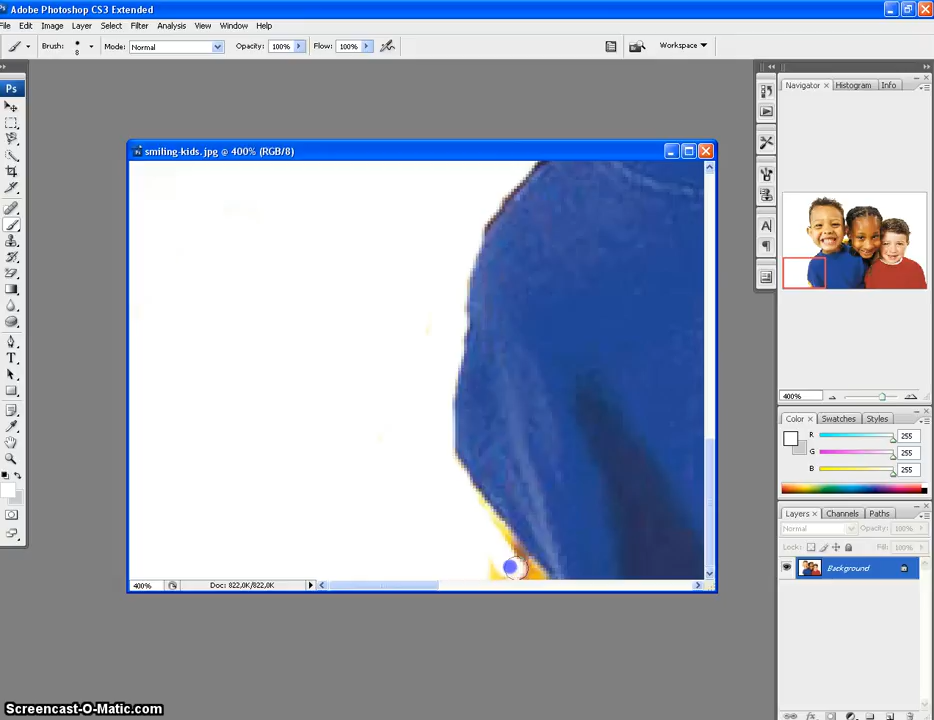 Adobe Photoshop CS3 Extended
File Edit Image Layer Select Filter Analysis View Window Help
Brush: 8 Mode: Normal Opacity: 100% Flow: 100% Workspace
Ps
Navigator × Histogram Info
smiling-kids.jpg @ 400% (RGB/8)
A
T
400%
Color × Swatches Styles
R 255
G 255
B 255
Layers × Channels Paths
Normal Opacity: 100%
Lock: Fill: 100%
Background
400% Doc: 822,0K/822,0K
Screencast-O-Matic.com